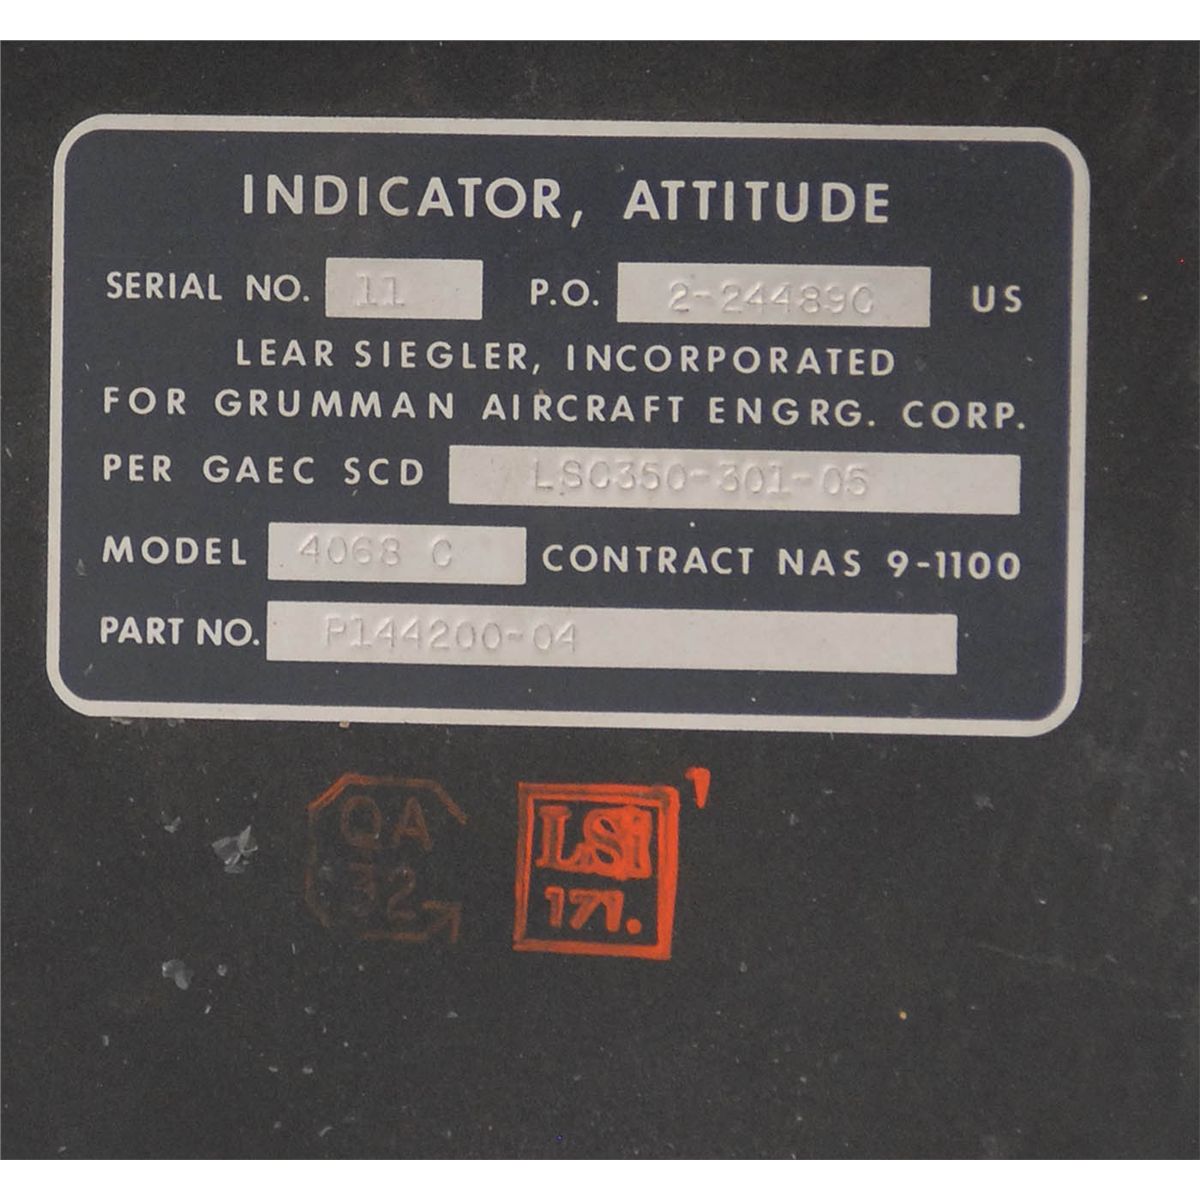 INDICATOR, ATTITUDE
SERIAL NO. 11 P.O. 2-24489C US
LEAR SIEGLER, INCORPORATED
FOR GRUMMAN AIRCRAFT ENGRG. CORP.
PER GAEC SCD LSC350-301-05
MODEL 4068 C CONTRACT NAS 9-1100
PART NO. P144200-04
QA
32
LSi
171.